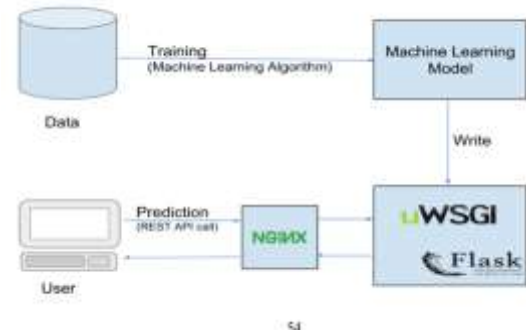 Training
(Machine Learning Algorithm)
Machine Learning
Model
Data
Write
Prediction
(REST API call)
NGINX
uWSGI
Flask
User
54